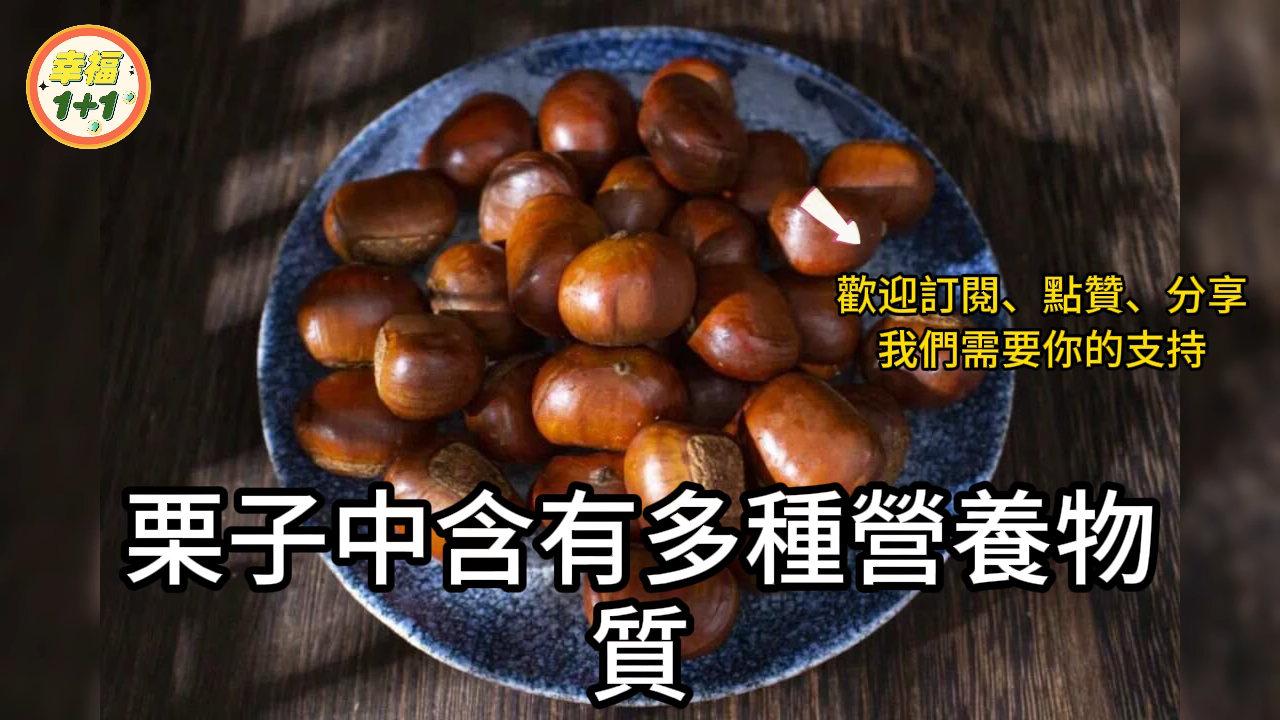 幸福
1+1
歡迎訂閱、點贊、分享
我們需要你的支持
栗子中含有多種營養物
質